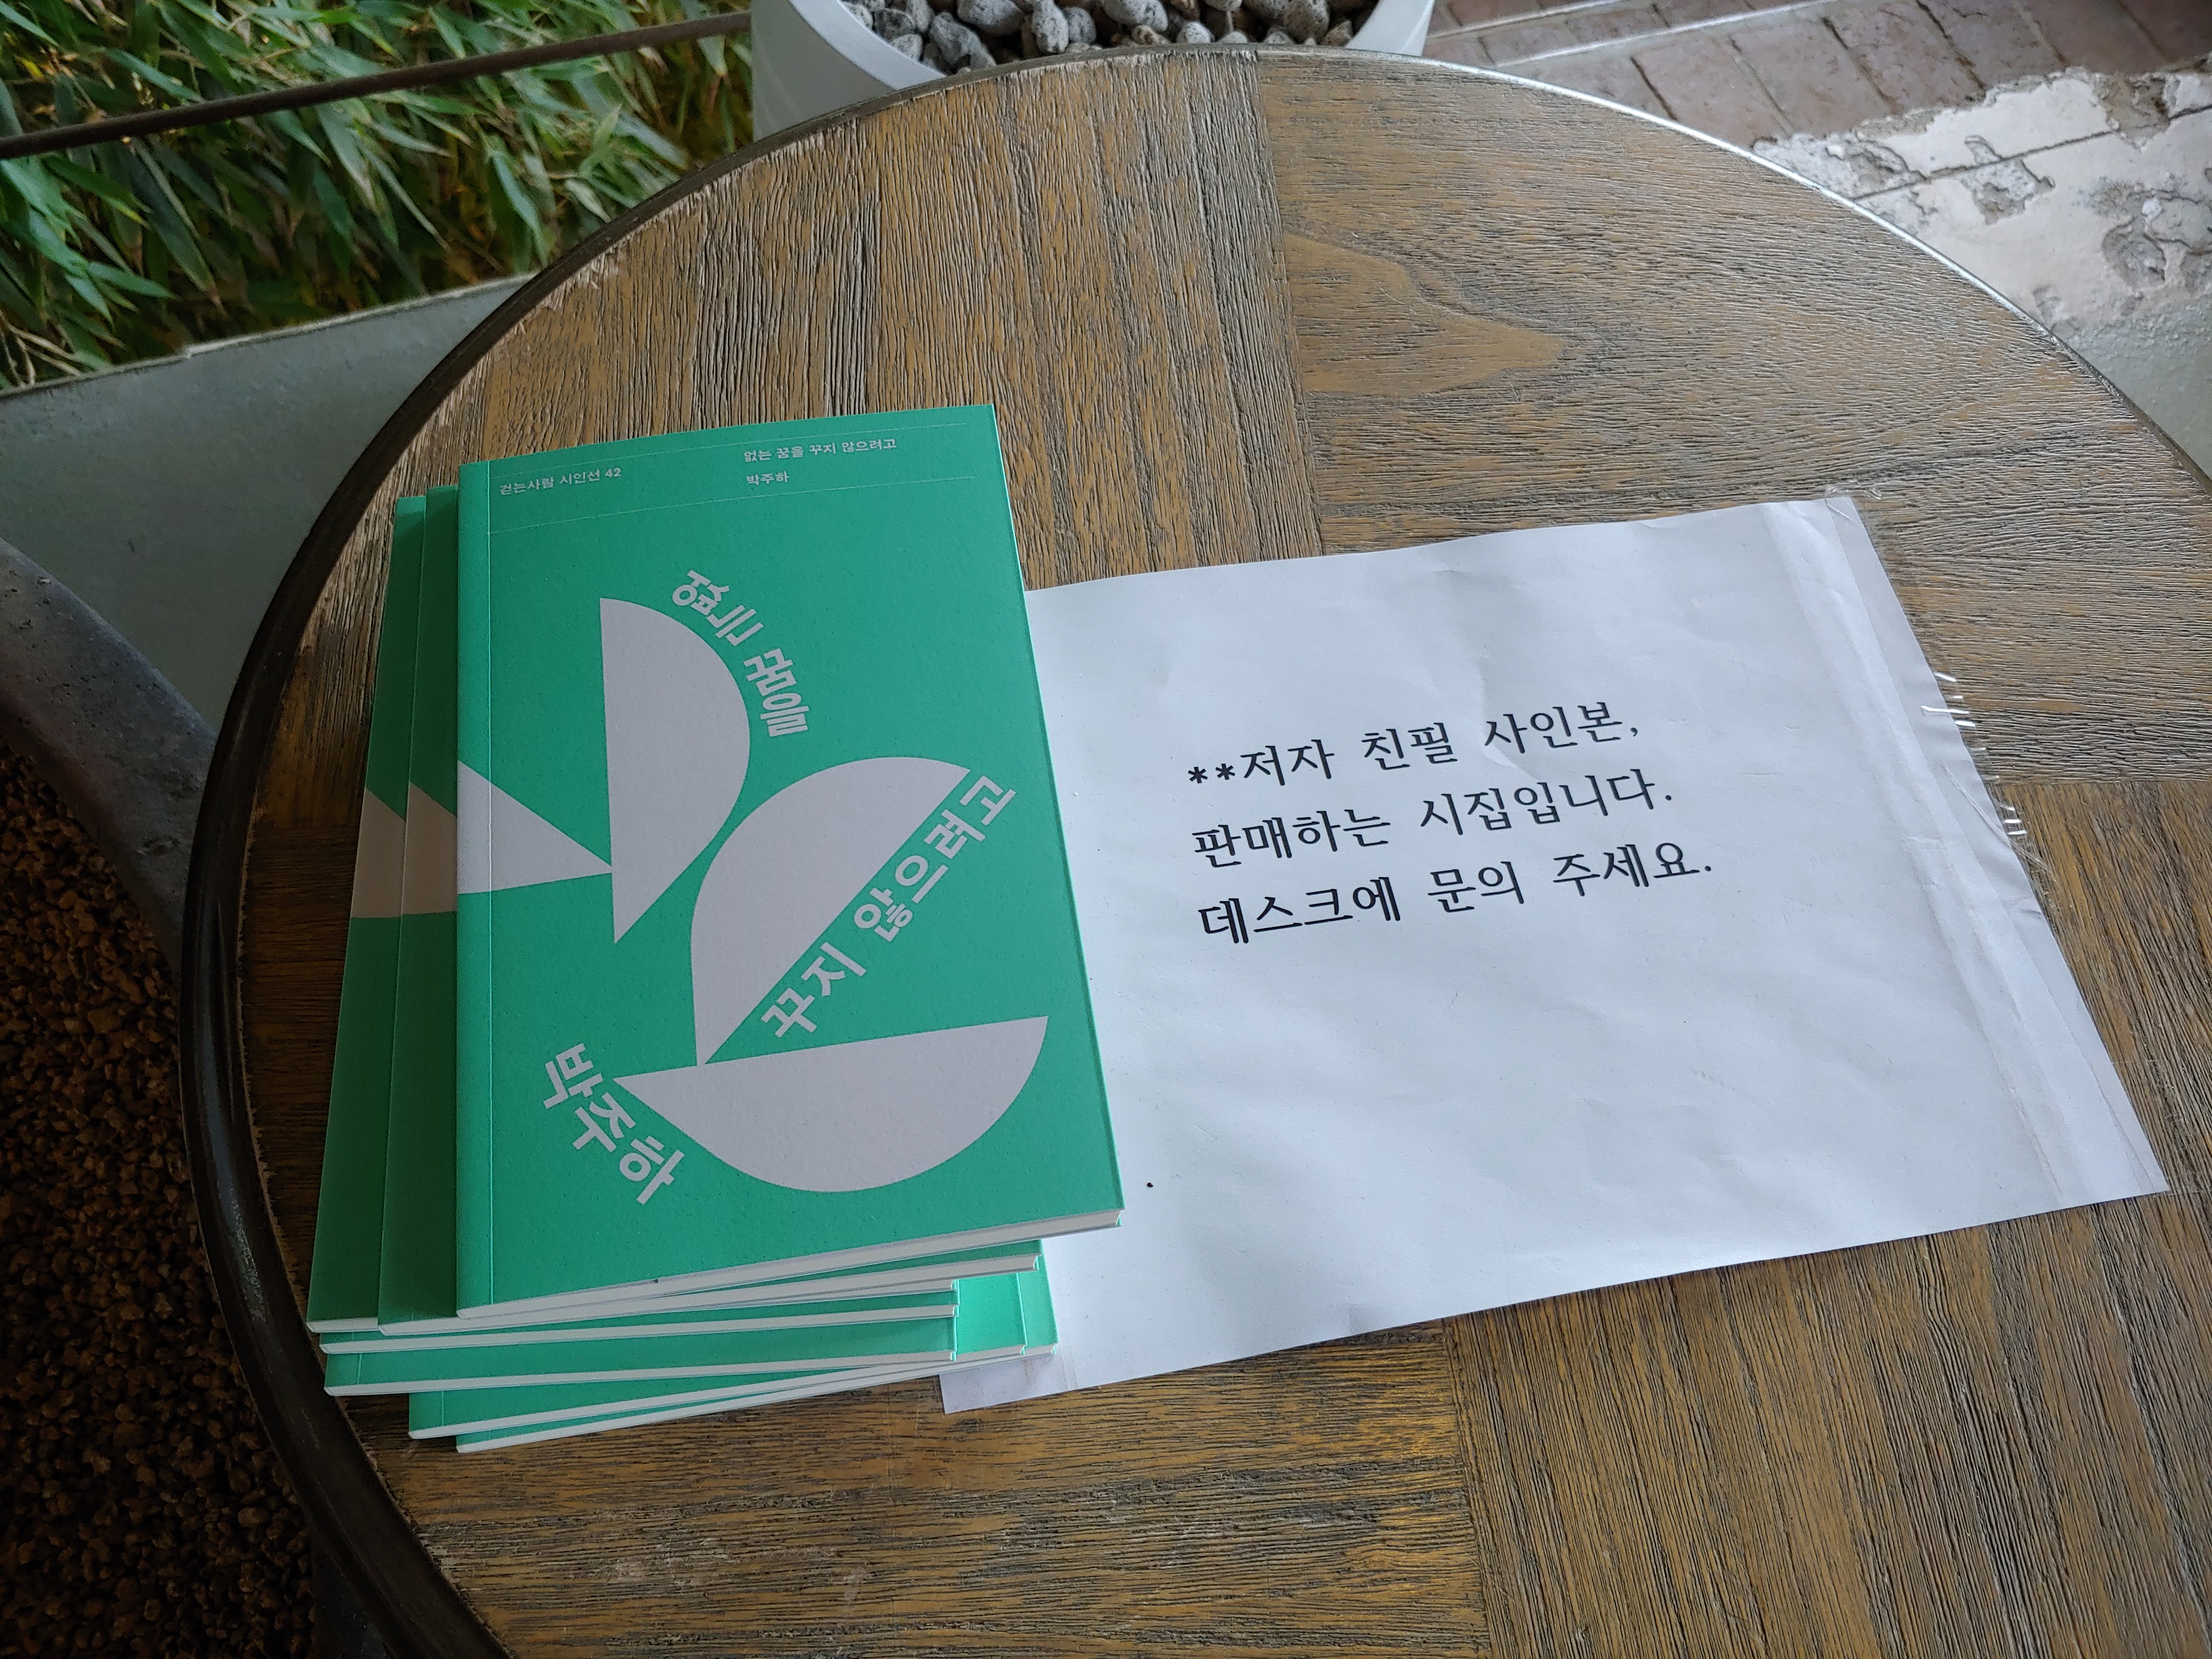 걷는사람 시인선 42
없는 꿈을 꾸지 않으려고
박주하
없는 꿈을
꾸지 않으려고
박주하
**저자 친필 사인본,
판매하는 시집입니다.
데스크에 문의 주세요.